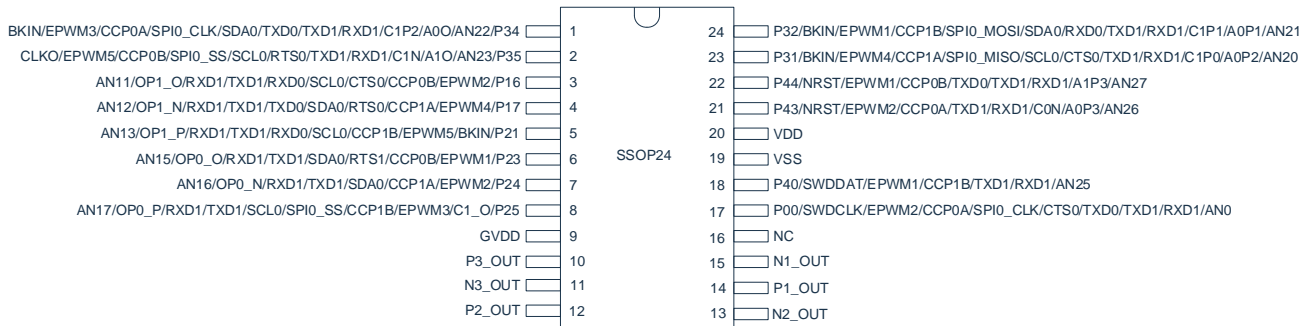 BKIN/EPWM3/CCP0A/SPI0_CLK/SDA0/TXD0/TXD1/RXD1/C1P2/A0O/AN22/P34 1 24 P32/BKIN/EPWM1/CCP1B/SPI0_MOSI/SDA0/RXD0/TXD1/RXD1/C1P1/A0P1/AN21
CLKO/EPWM5/CCP0B/SPI0_SS/SCL0/RTS0/TXD1/RXD1/C1N/A1O/AN23/P35 2 23 P31/BKIN/EPWM4/CCP1A/SPI0_MISO/SCL0/CTS0/TXD1/RXD1/C1P0/A0P2/AN20
AN11/OP1_O/RXD1/TXD1/RXD0/SCL0/CTS0/CCP0B/EPWM2/P16 3 22 P44/NRST/EPWM1/CCP0B/TXD0/TXD1/RXD1/A1P3/AN27
AN12/OP1_N/RXD1/TXD1/TXD0/SDA0/RTS0/CCP1A/EPWM4/P17 4 21 P43/NRST/EPWM2/CCP0A/TXD1/RXD1/C0N/A0P3/AN26
AN13/OP1_P/RXD1/TXD1/RXD0/SCL0/CCP1B/EPWM5/BKIN/P21 5 20 VDD
AN15/OP0_O/RXD1/TXD1/SDA0/RTS1/CCP0B/EPWM1/P23 6 SSOP24 19 VSS
AN16/OP0_N/RXD1/TXD1/SDA0/CCP1A/EPWM2/P24 7 18 P40/SWDDAT/EPWM1/CCP1B/TXD1/RXD1/AN25
AN17/OP0_P/RXD1/TXD1/SCL0/SPI0_SS/CCP1B/EPWM3/C1_O/P25 8 17 P00/SWDCLK/EPWM2/CCP0A/SPI0_CLK/CTS0/TXD0/TXD1/RXD1/AN0
GVDD 9 16 NC
P3_OUT 10 15 N1_OUT
N3_OUT 11 14 P1_OUT
P2_OUT 12 13 N2_OUT